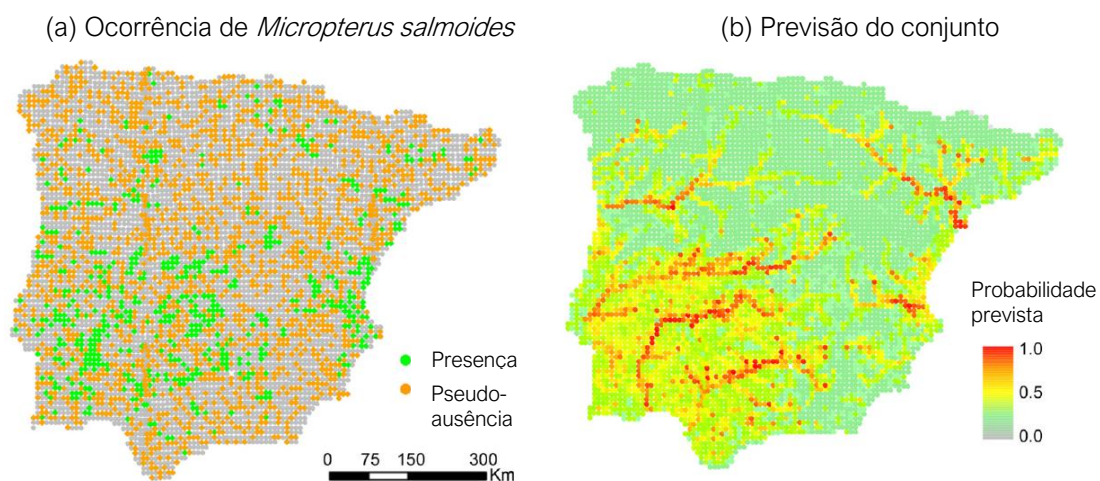 (a) Ocorrência de Micropterus salmoides
(b) Previsão do conjunto
Presença
Pseudo-
ausência
0 75 150 300
Km
Probabilidade
prevista
1.0
0.5
0.0